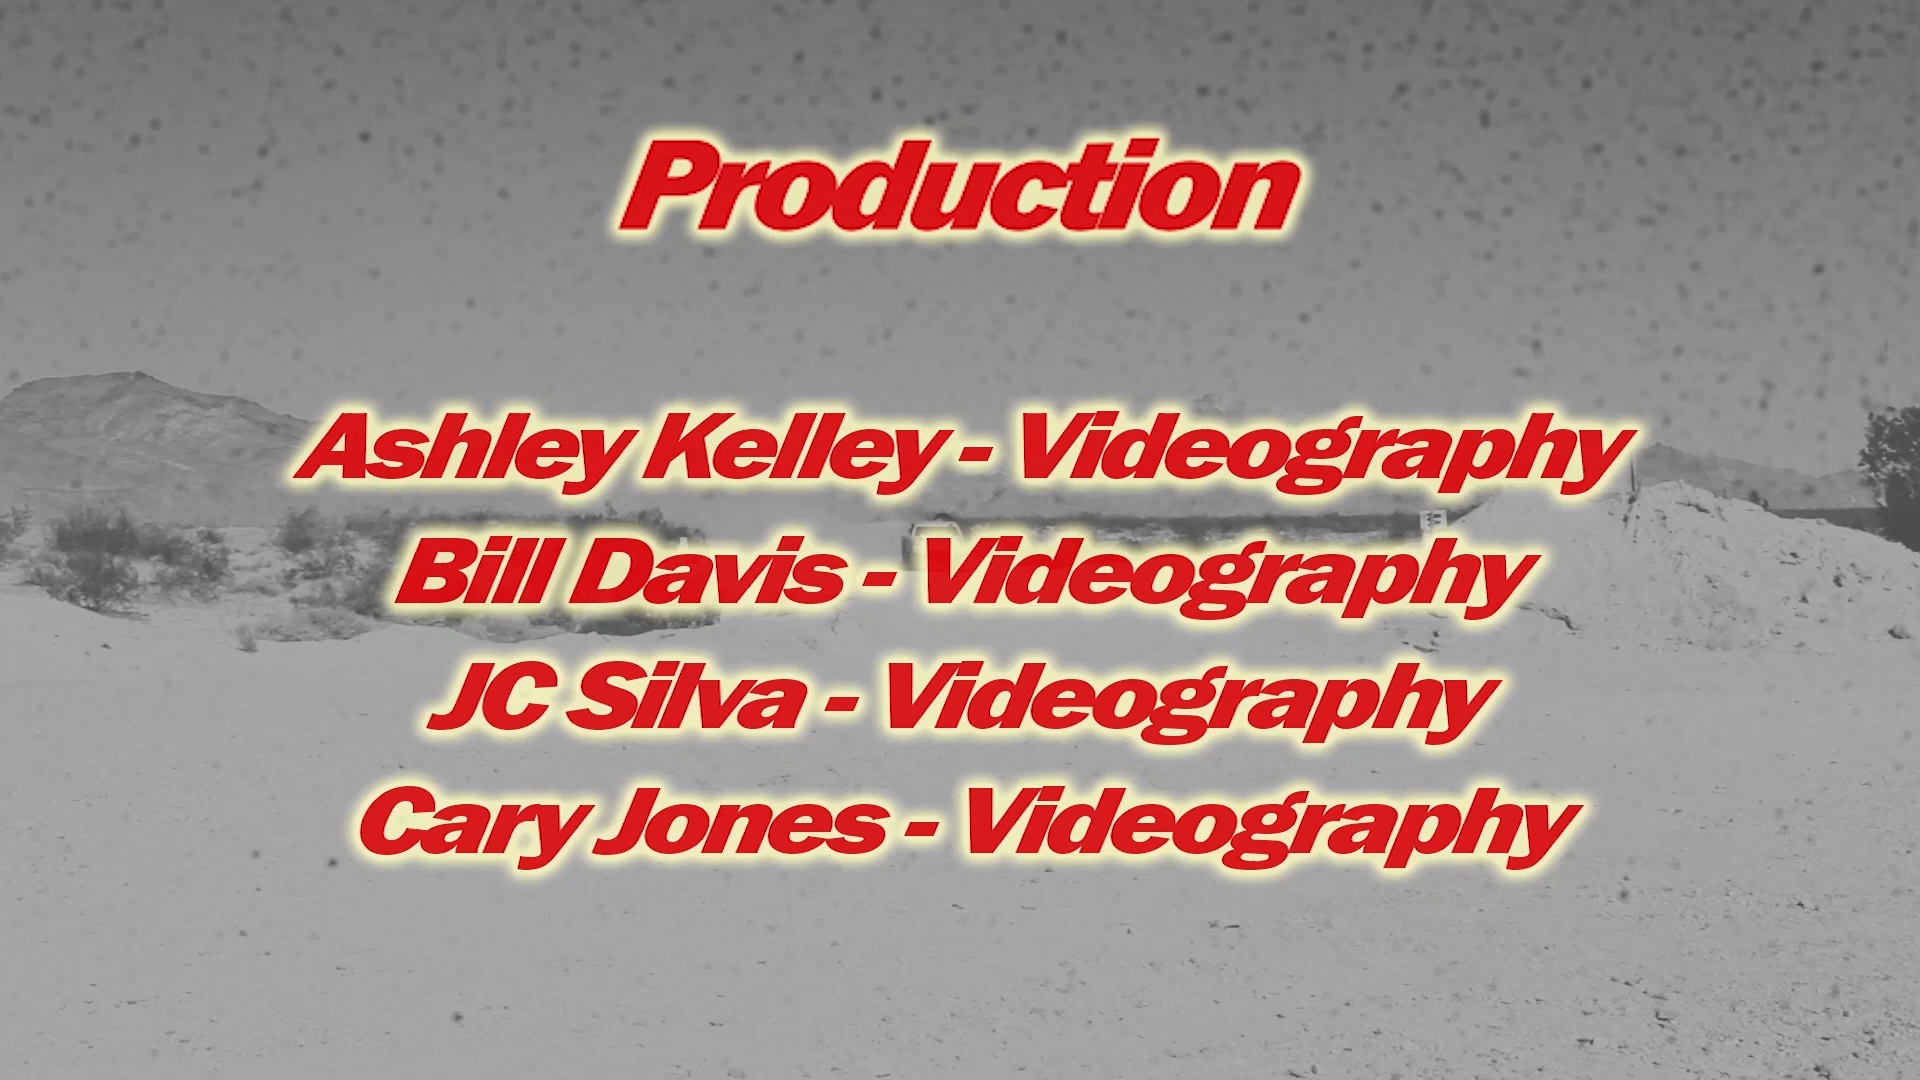 Production
Ashley Kelley - Videography
Bill Davis - Videography
JC Silva - Videography
Cary Jones - Videography